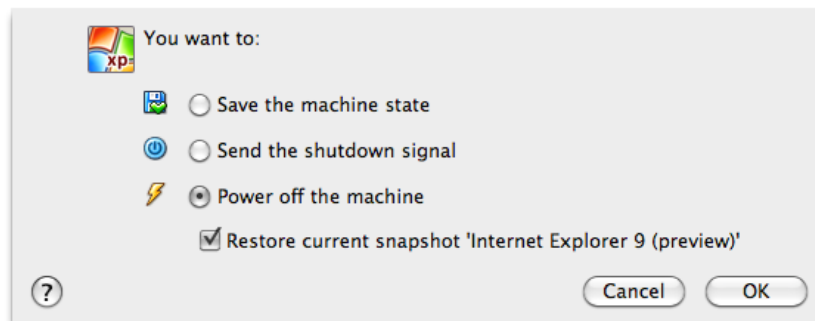 You want to:
xp
Save the machine state
Send the shutdown signal
Power off the machine
Restore current snapshot 'Internet Explorer 9 (preview)'
?
Cancel
OK